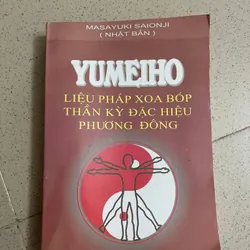 MASAYUKI SAIONJI
( NHẬT BẢN )
YUMEIHO
LIỆU PHÁP XOA BÓP
THẦN KỲ ĐẶC HIỆU
PHƯƠNG ĐÔNG